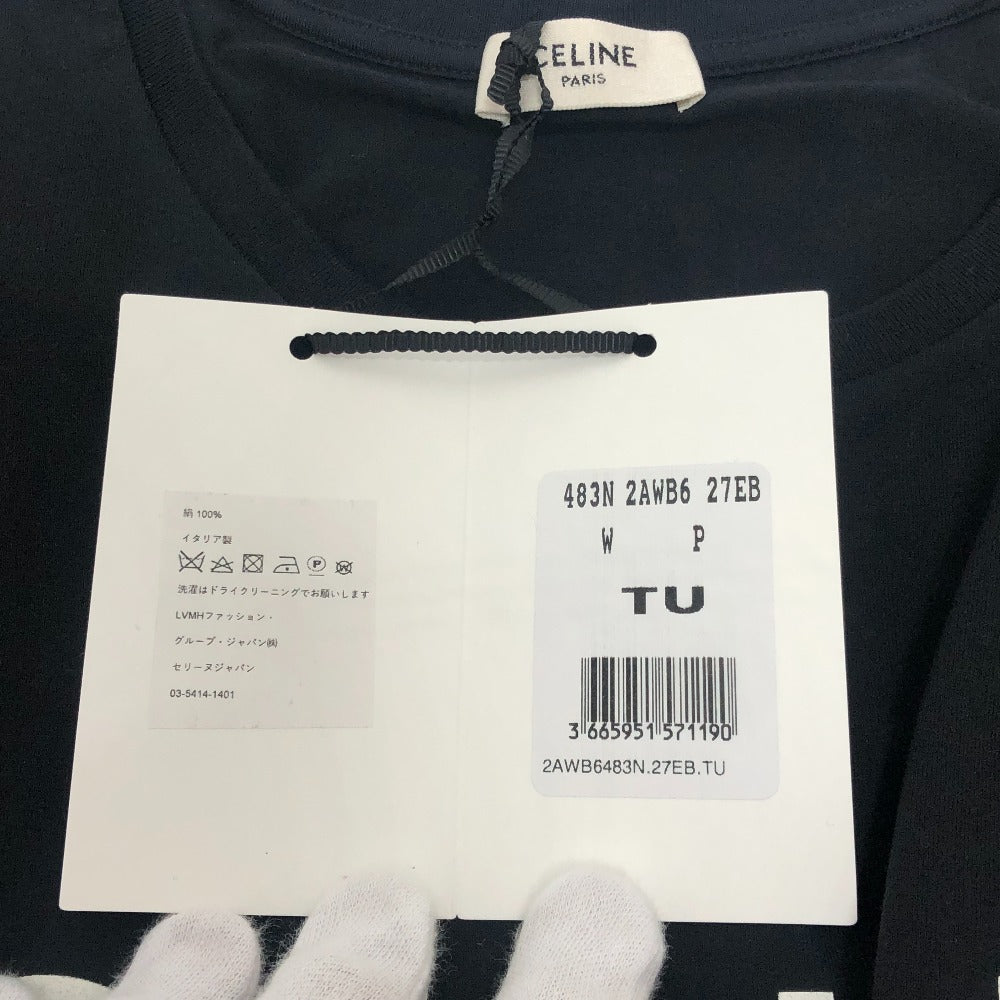 CELINE
PARIS
絹 100%
イタリア製
P
W
洗濯はドライクリーニングでお願いします
LVMHファッション・
グループ・ジャパン㈱
セリーヌジャパン
03-5414-1401
483N 2AWB6 27EB
W P
TU
3 665951 571190
2AWB6483N.27EB.TU